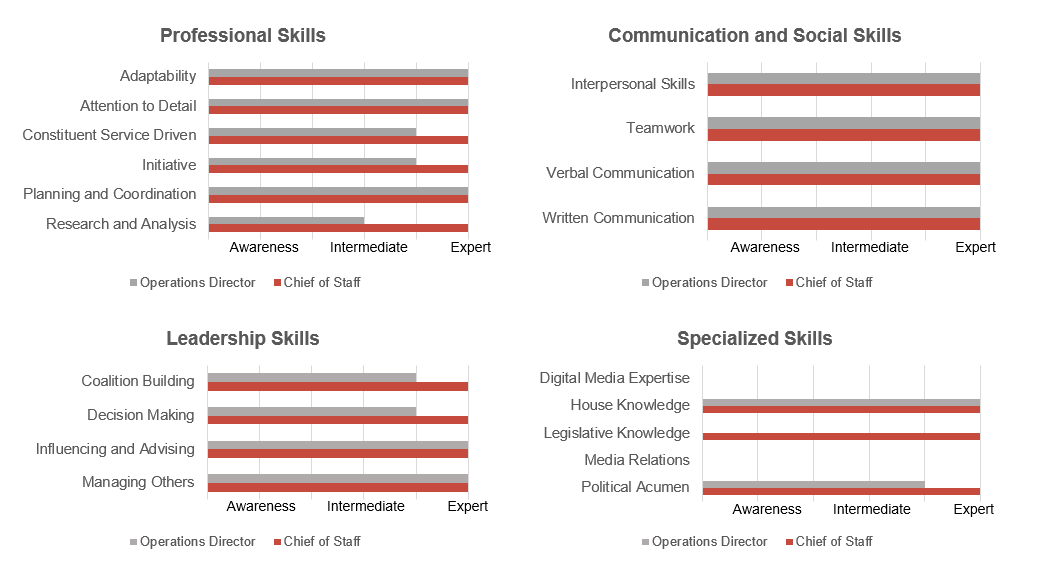 Professional Skills
Adaptability
Attention to Detail
Constituent Service Driven
Initiative
Planning and Coordination
Research and Analysis
Awareness Intermediate Expert
Operations Director Chief of Staff
Communication and Social Skills
Interpersonal Skills
Teamwork
Verbal Communication
Written Communication
Awareness Intermediate Expert
Operations Director Chief of Staff
Leadership Skills
Coalition Building
Decision Making
Influencing and Advising
Managing Others
Awareness Intermediate Expert
Operations Director Chief of Staff
Specialized Skills
Digital Media Expertise
House Knowledge
Legislative Knowledge
Media Relations
Political Acumen
Awareness Intermediate Expert
Operations Director Chief of Staff